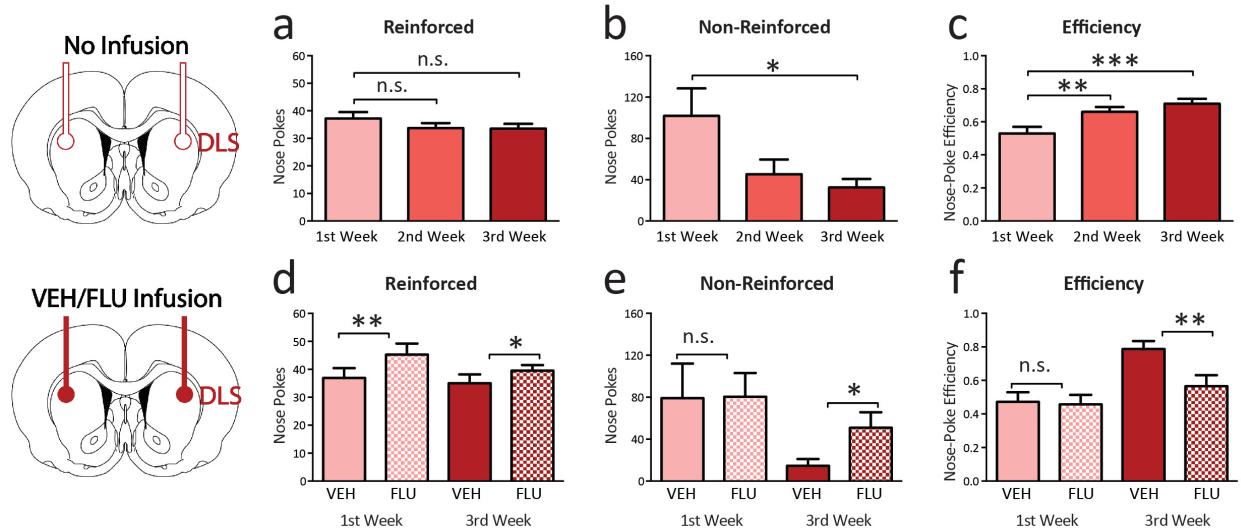 No Infusion
DLS
a
Reinforced
n.s.
n.s.
Nose Pokes
60
50
40
30
20
10
0
1st Week 2nd Week 3rd Week
b
Non-Reinforced
*
Nose Pokes
160
120
80
40
0
1st Week 2nd Week 3rd Week
c
Efficiency
***
**
Nose-Poke Efficiency
1.0
0.8
0.6
0.4
0.2
0.0
1st Week 2nd Week 3rd Week
VEH/FLU Infusion
DLS
d
Reinforced
**
*
Nose Pokes
60
50
40
30
20
10
0
VEH FLU VEH FLU
1st Week 3rd Week
e
Non-Reinforced
n.s.
*
Nose Pokes
160
120
80
40
0
VEH FLU VEH FLU
1st Week 3rd Week
f
Efficiency
n.s.
**
Nose-Poke Efficiency
1.0
0.8
0.6
0.4
0.2
0.0
VEH FLU VEH FLU
1st Week 3rd Week